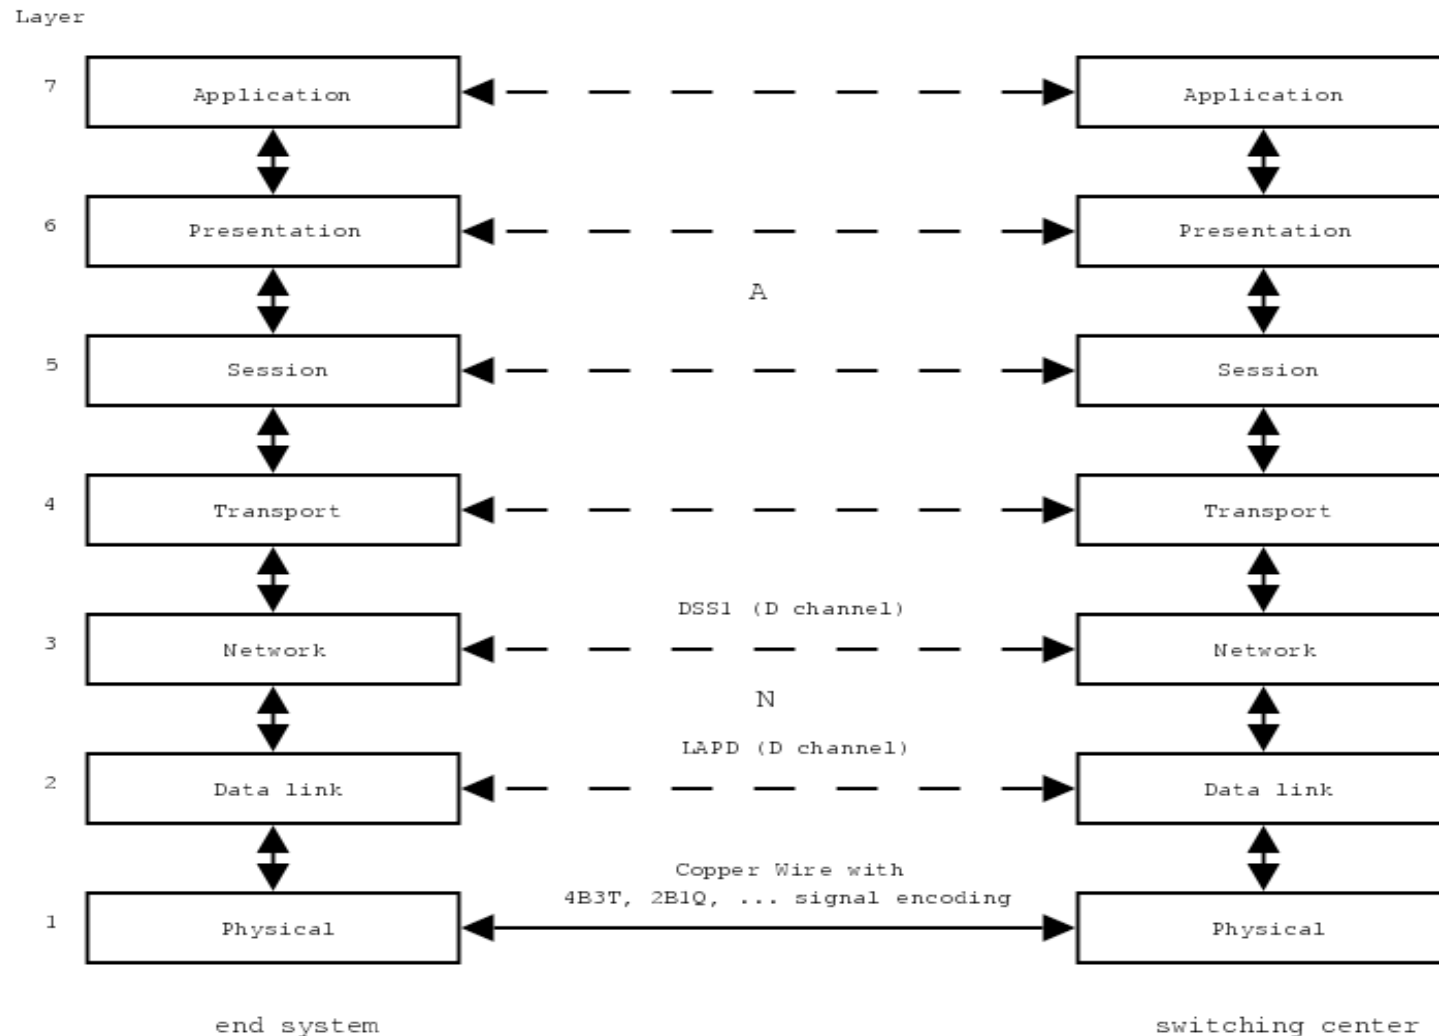 Layer
7 Application Application
6 Presentation Presentation
A
5 Session Session
4 Transport Transport
DSS1 (D channel)
3 Network Network
N
LAPD (D channel)
2 Data link Data link
Copper Wire with
4B3T, 2B1Q, ... signal encoding
1 Physical Physical
end system switching center